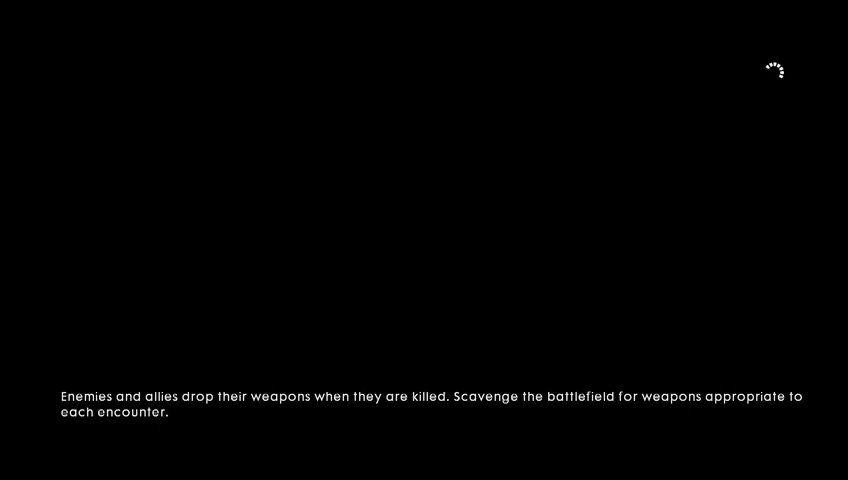 Enemies and allies drop their weapons when they are killed. Scavenge the battlefield for weapons appropriate to
each encounter.